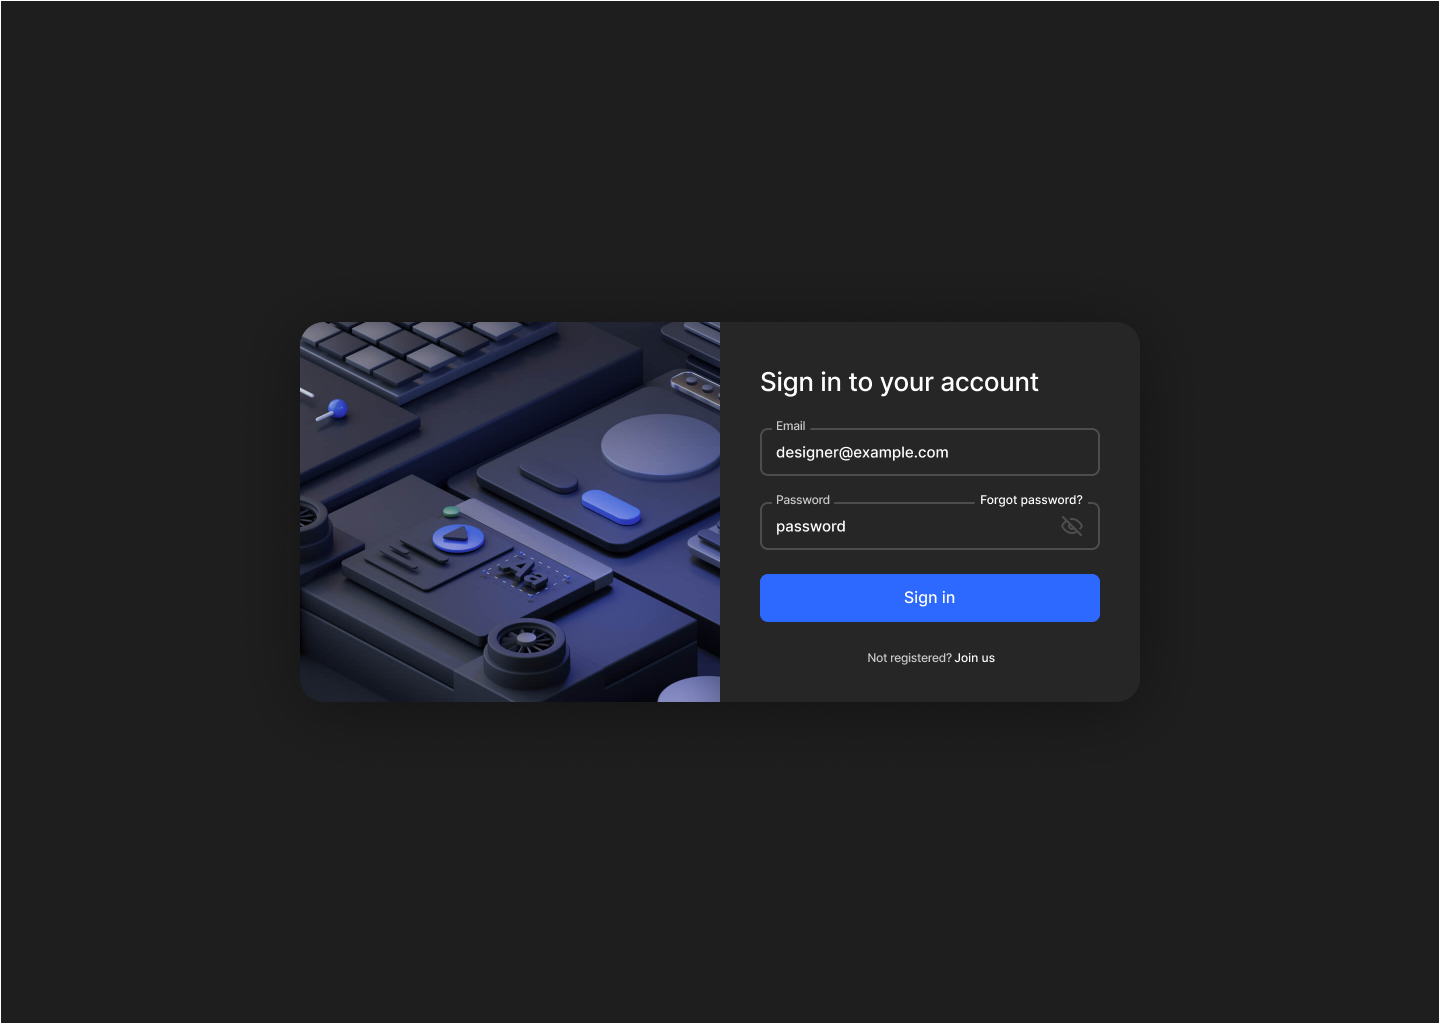 Sign in to your account
Email
designer@example.com
Password Forgot password?
password
Sign in
Not registered? Join us
Aa